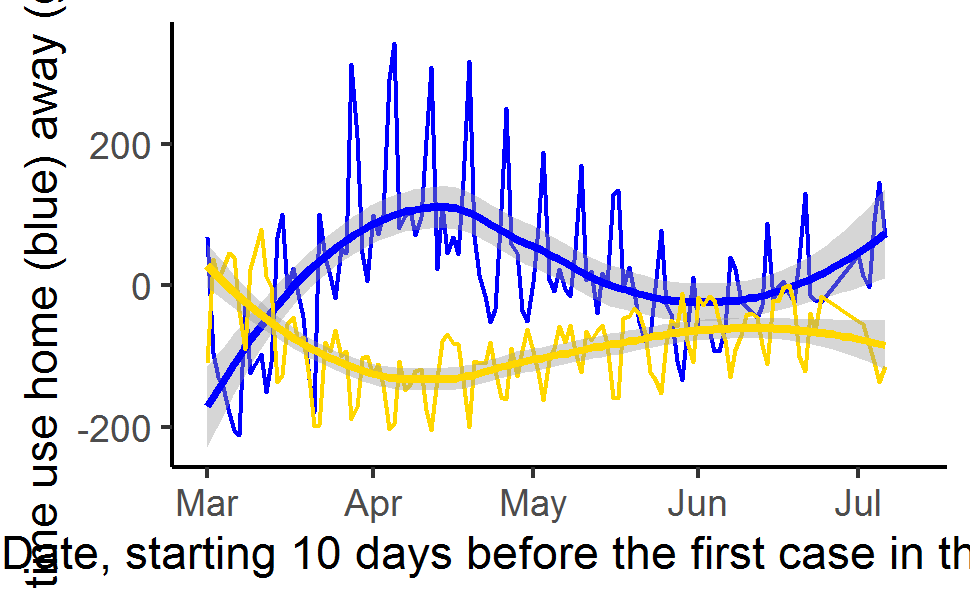 time use home (blue) away (
200
0
-200
Mar Apr May Jun Jul
Date, starting 10 days before the first case in th